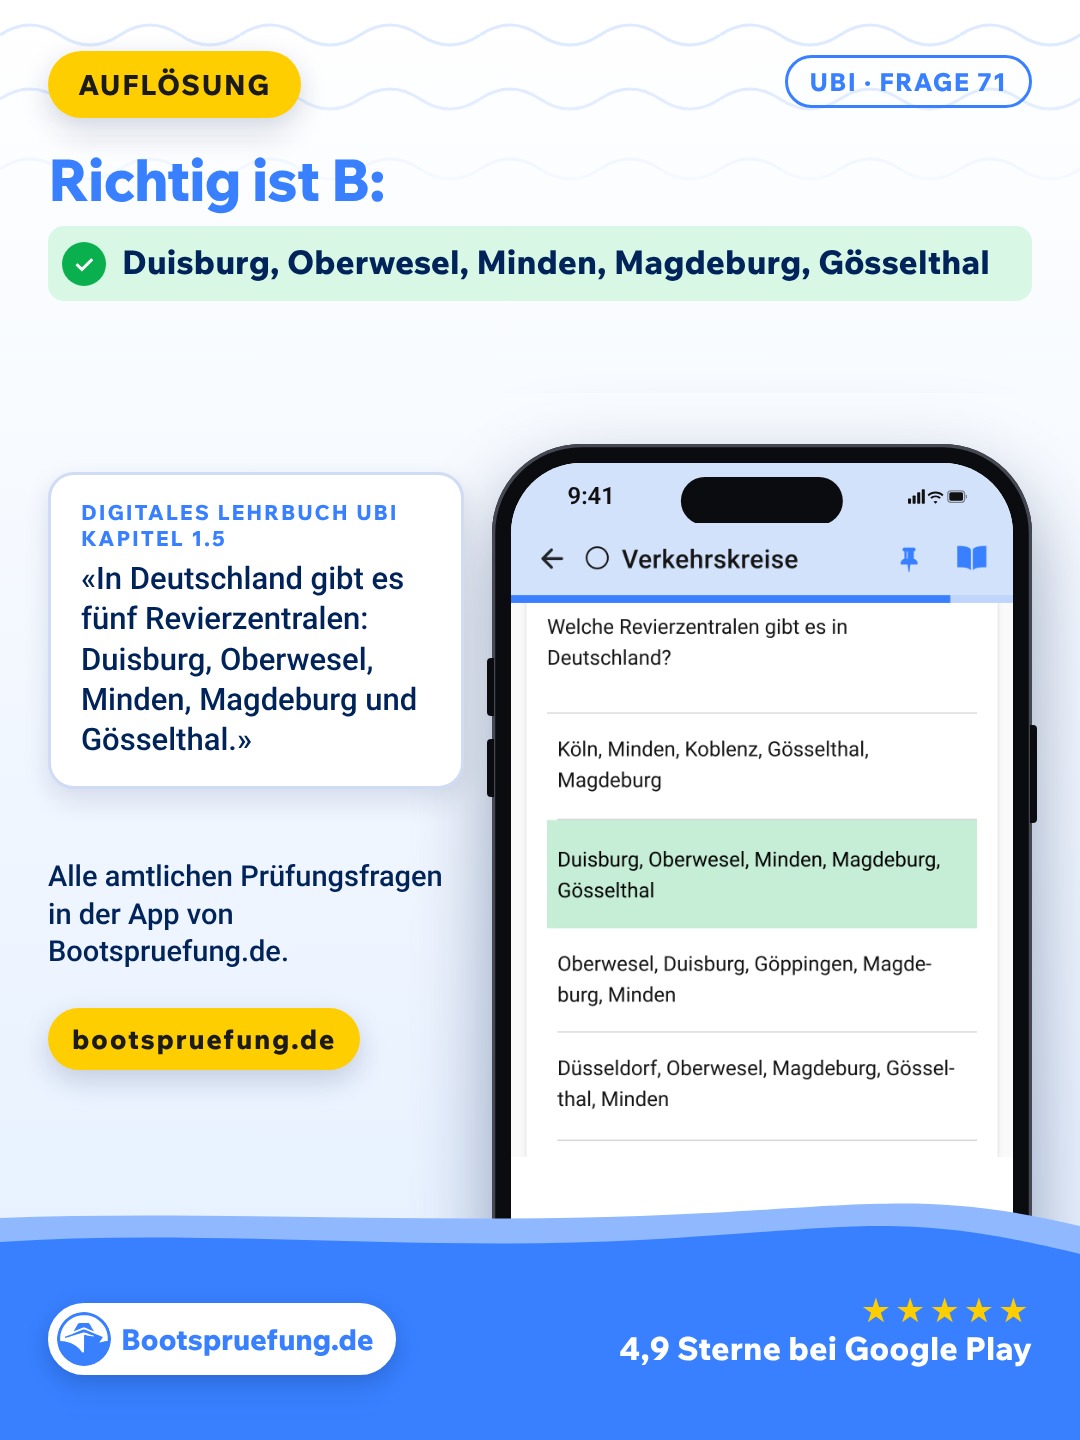 AUFLÖSUNG
UBI · FRAGE 71
Richtig ist B:
Duisburg, Oberwesel, Minden, Magdeburg, Gösselthal
DIGITALES LEHRBUCH UBI
KAPITEL 1.5
«In Deutschland gibt es
fünf Revierzentralen:
Duisburg, Oberwesel,
Minden, Magdeburg und
Gösselthal.»
Alle amtlichen Prüfungsfragen
in der App von
Bootspruefung.de.
bootspruefung.de
9:41
Verkehrskreise
Welche Revierzentralen gibt es in
Deutschland?
Köln, Minden, Koblenz, Gösselthal,
Magdeburg
Duisburg, Oberwesel, Minden, Magdeburg,
Gösselthal
Oberwesel, Duisburg, Göppingen, Magde-
burg, Minden
Düsseldorf, Oberwesel, Magdeburg, Gössel-
thal, Minden
Bootspruefung.de
★★★★★
4,9 Sterne bei Google Play